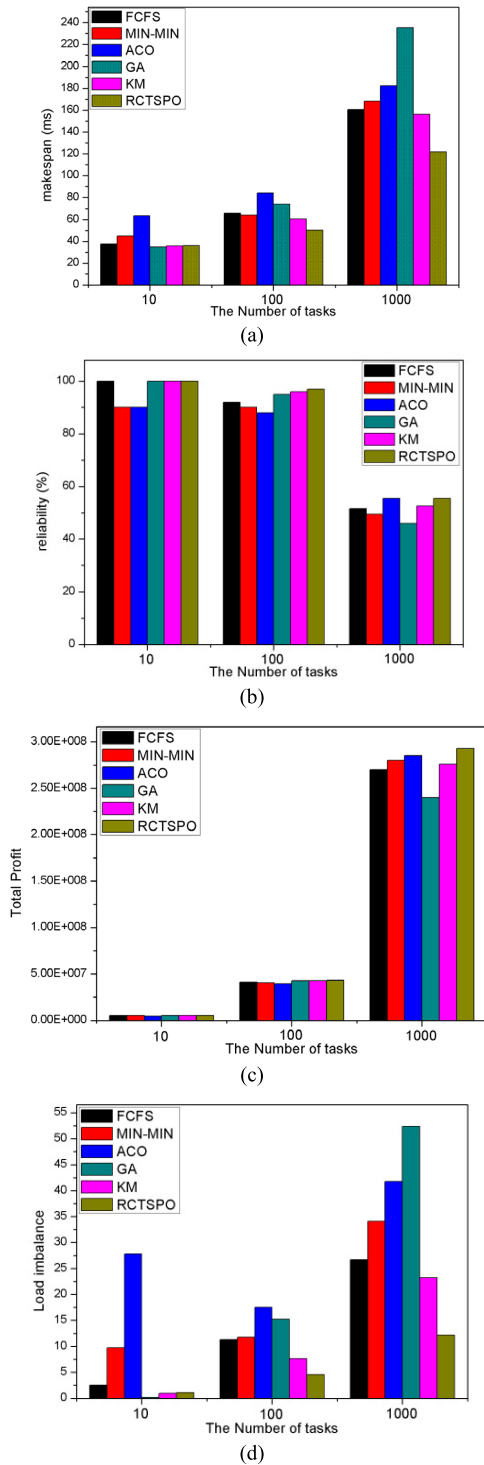 FCFS
MIN-MIN
ACO
GA
KM
RCTSPO
240
220
200
180
160
140
120
100
80
60
40
20
0
makespan (ms)
10 100 1000
The Number of tasks
(a)
FCFS
MIN-MIN
ACO
GA
KM
RCTSPO
100
80
60
40
20
0
reliability (%)
10 100 1000
The Number of tasks
(b)
FCFS
MIN-MIN
ACO
GA
KM
RCTSPO
3.00E+008
2.50E+008
2.00E+008
1.50E+008
1.00E+008
5.00E+007
0.00E+000
Total Profit
10 100 1000
The Number of tasks
(c)
FCFS
MIN-MIN
ACO
GA
KM
RCTSPO
55
50
45
40
35
30
25
20
15
10
5
0
Load imbalance
10 100 1000
The Number of tasks
(d)